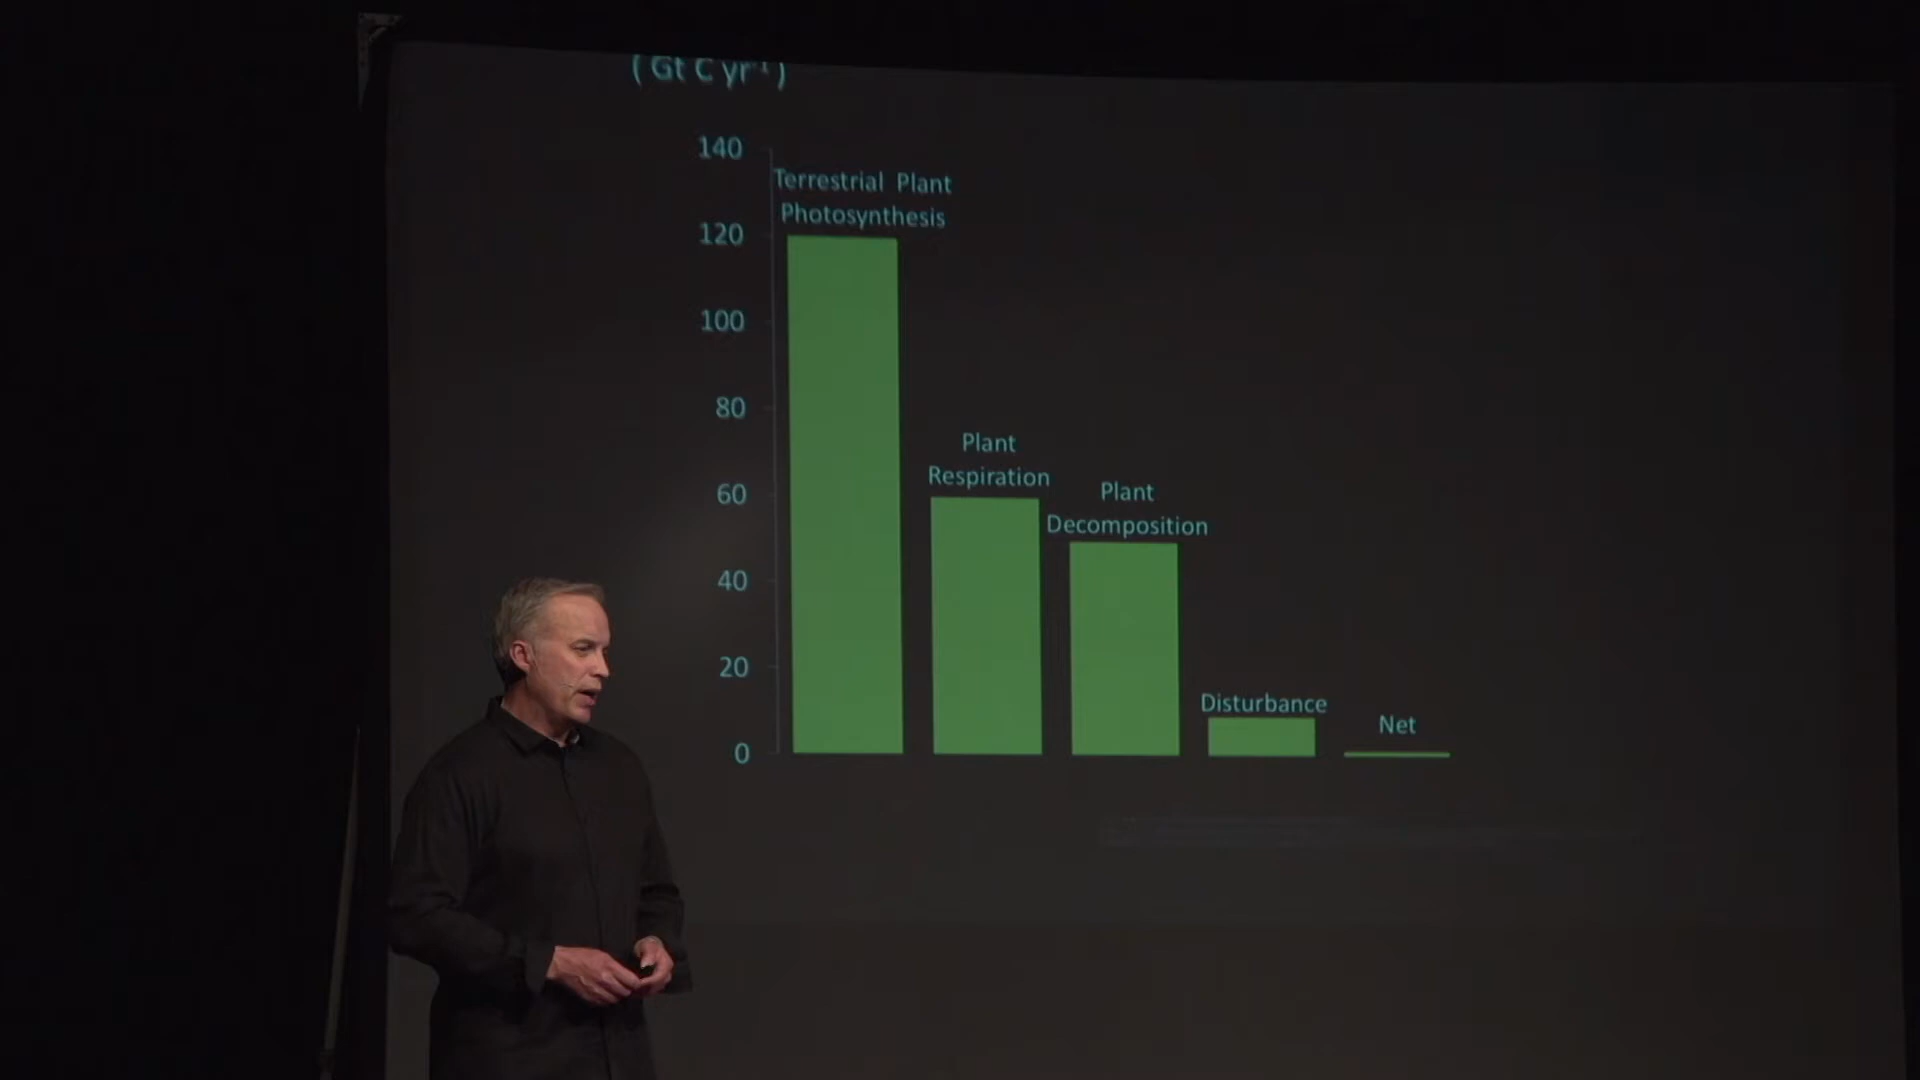 ( Gt C yr⁻¹ )
140
Terrestrial Plant
Photosynthesis
120
100
80
Plant
Respiration
60
Plant
Decomposition
40
20
Disturbance
Net
0